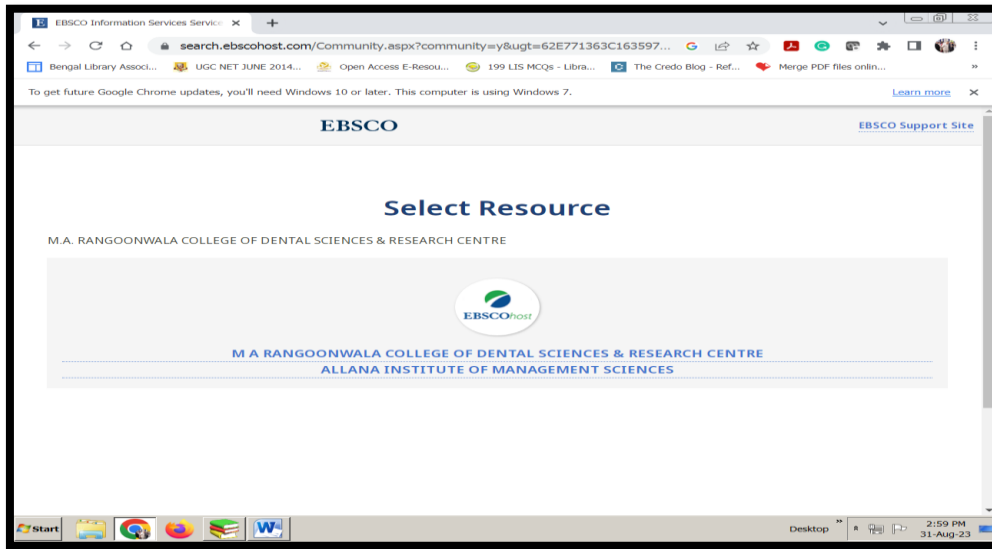 EBSCO Information Services Service
search.ebscohost.com/Community.aspx?community=y&ugt=62E771363C163597...
Bengal Library Associ... UGC NET JUNE 2014... Open Access E-Resou... 199 LIS MCQs - Libra... The Credo Blog - Ref... Merge PDF files onlin... »
To get future Google Chrome updates, you'll need Windows 10 or later. This computer is using Windows 7. Learn more
EBSCO EBSCO Support Site
Select Resource
M.A. RANGOONWALA COLLEGE OF DENTAL SCIENCES & RESEARCH CENTRE
EBSCOhost
M A RANGOONWALA COLLEGE OF DENTAL SCIENCES & RESEARCH CENTRE
ALLANA INSTITUTE OF MANAGEMENT SCIENCES
Start Desktop » 2:59 PM
31-Aug-23